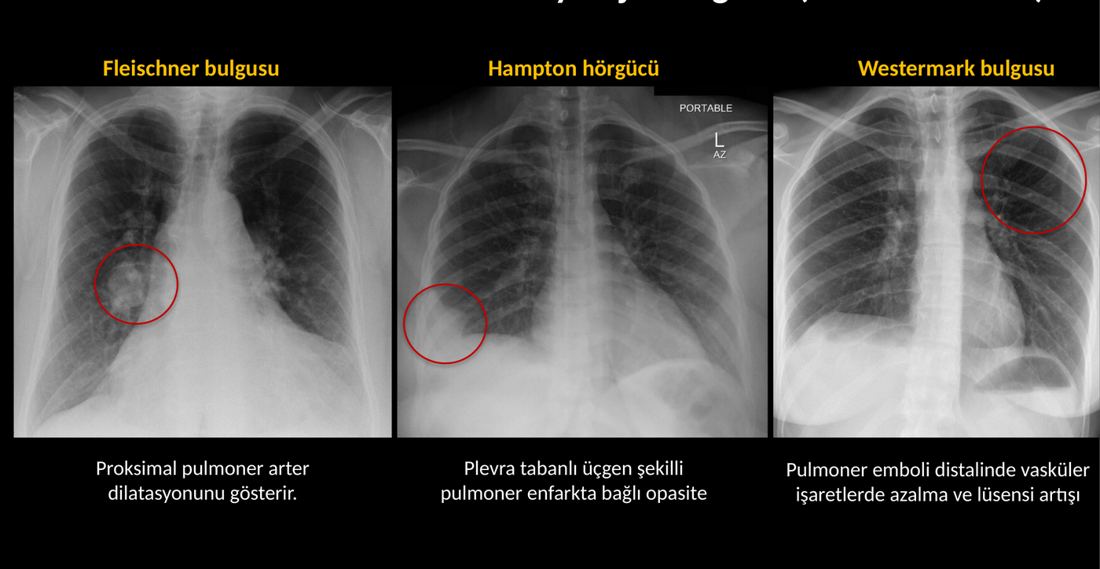 Fleischner bulgusu
Hampton hörgücü
Westermark bulgusu
PORTABLE
L
AZ
Proksimal pulmoner arter
dilatasyonunu gösterir.
Plevra tabanlı üçgen şekilli
pulmoner enfarkta bağlı opasite
Pulmoner emboli distalinde vasküler
işaretlerde azalma ve lüsensi artışı